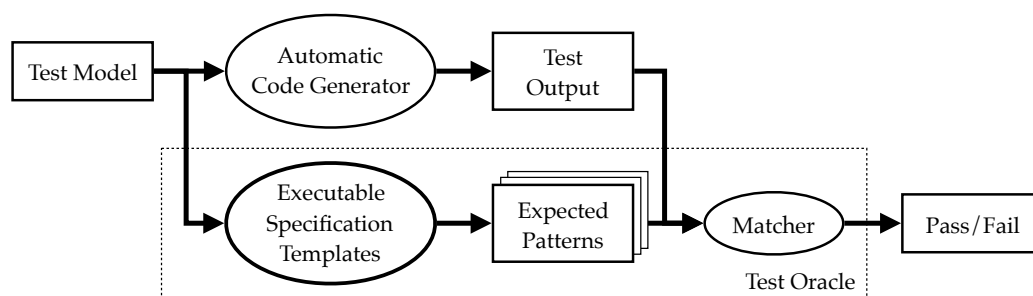 Test Model
Automatic
Code Generator
Test
Output
Executable
Specification
Templates
Expected
Patterns
Matcher
Pass/Fail
Test Oracle